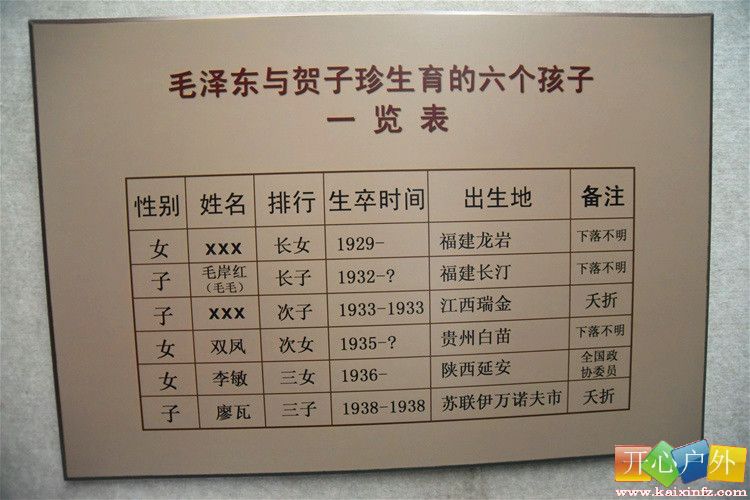 毛泽东与贺子珍生育的六个孩子
一览表
性别 姓名 排行 生卒时间 出生地 备注
女 XXX 长女 1929- 福建龙岩 下落不明
子 毛岸红 长子 1932-? 福建长汀 下落不明
（毛毛）
子 XXX 次子 1933-1933 江西瑞金 夭折
女 双凤 次女 1935-? 贵州白苗 下落不明
女 李敏 三女 1936- 陕西延安 全国政
协委员
子 廖瓦 三子 1938-1938 苏联伊万诺夫市 夭折
开心户外
www.kaixinfz.com